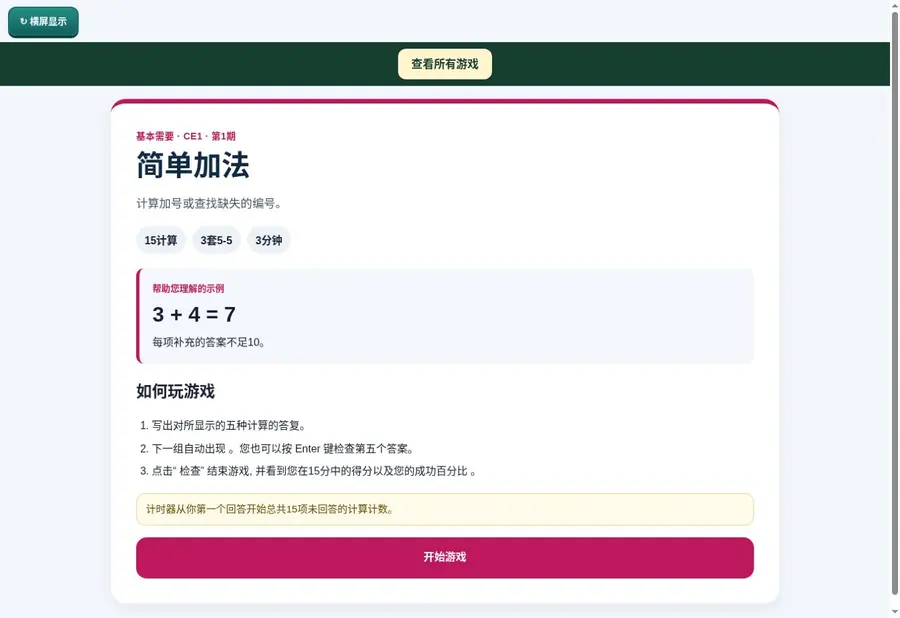 ↻ 横屏显示
查看所有游戏
基本需要 · CE1 · 第1期
简单加法
计算加号或查找缺失的编号。
15计算
3套5-5
3分钟
帮助您理解的示例
3 + 4 = 7
每项补充的答案不足10。
如何玩游戏
1. 写出对所显示的五种计算的答复。
2. 下一组自动出现 。您也可以按 Enter 键检查第五个答案。
3. 点击“ 检查” 结束游戏, 并看到您在15分中的得分以及您的成功百分比 。
计时器从你第一个回答开始总共15项未回答的计算计数。
开始游戏